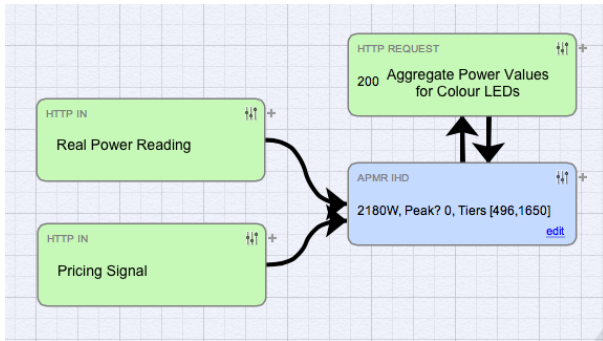 HTTP REQUEST
200 Aggregate Power Values
for Colour LEDs
HTTP IN
Real Power Reading
APMR IHD
2180W, Peak? 0, Tiers [496,1650]
edit
HTTP IN
Pricing Signal